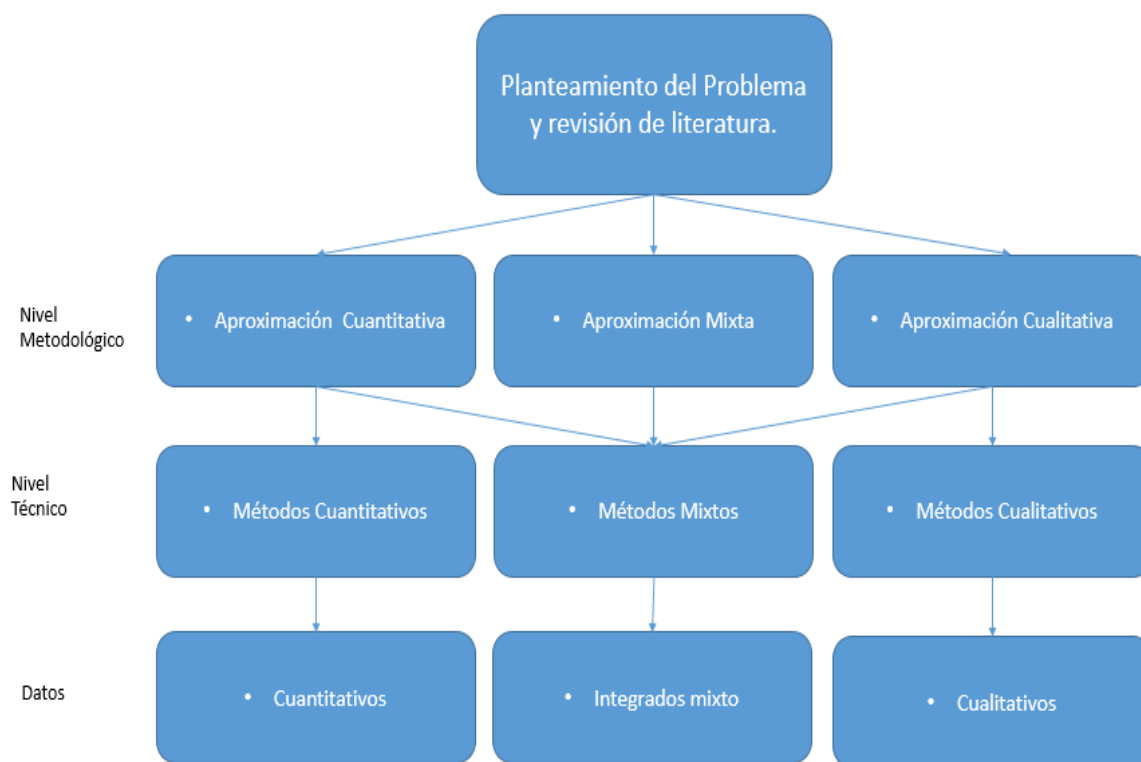 Planteamiento del Problema
y revisión de literatura.
Nivel
Metodológico
• Aproximación Cuantitativa
• Aproximación Mixta
• Aproximación Cualitativa
Nivel
Técnico
• Métodos Cuantitativos
• Métodos Mixtos
• Métodos Cualitativos
Datos
• Cuantitativos
• Integrados mixto
• Cualitativos